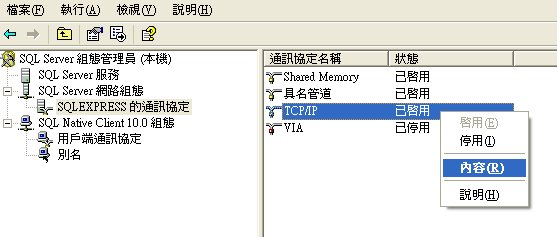 檔案(F) 執行(A) 檢視(V) 說明(H)
SQL Server 組態管理員 (本機)
SQL Server 服務
SQL Server 網路組態
SQLEXPRESS 的通訊協定
SQL Native Client 10.0 組態
用戶端通訊協定
別名
通訊協定名稱 狀態
Shared Memory 已啟用
具名管道 已啟用
TCP/IP 已啟用
VIA 已停用
啟用(E)
停用(I)
內容(R)
說明(H)